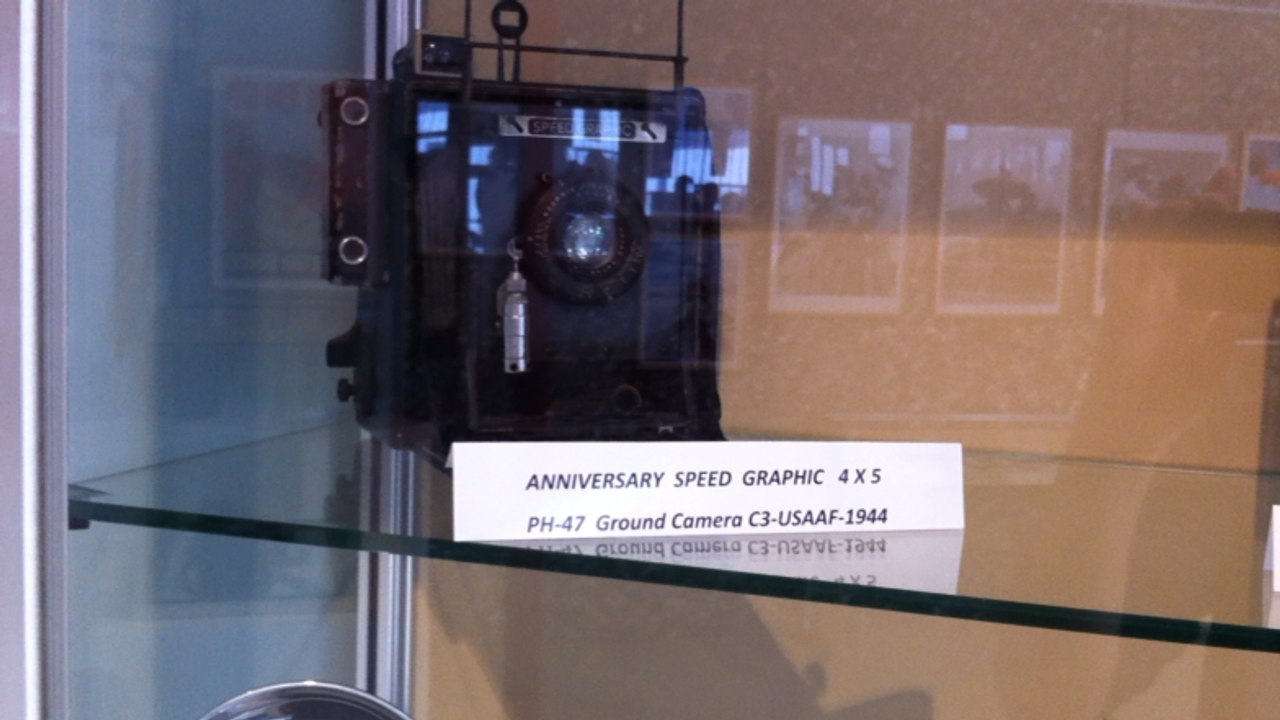 SPEED GRAPHIC
ANNIVERSARY SPEED GRAPHIC 4 X 5
PH-47 Ground Camera C3-USAAF-1944